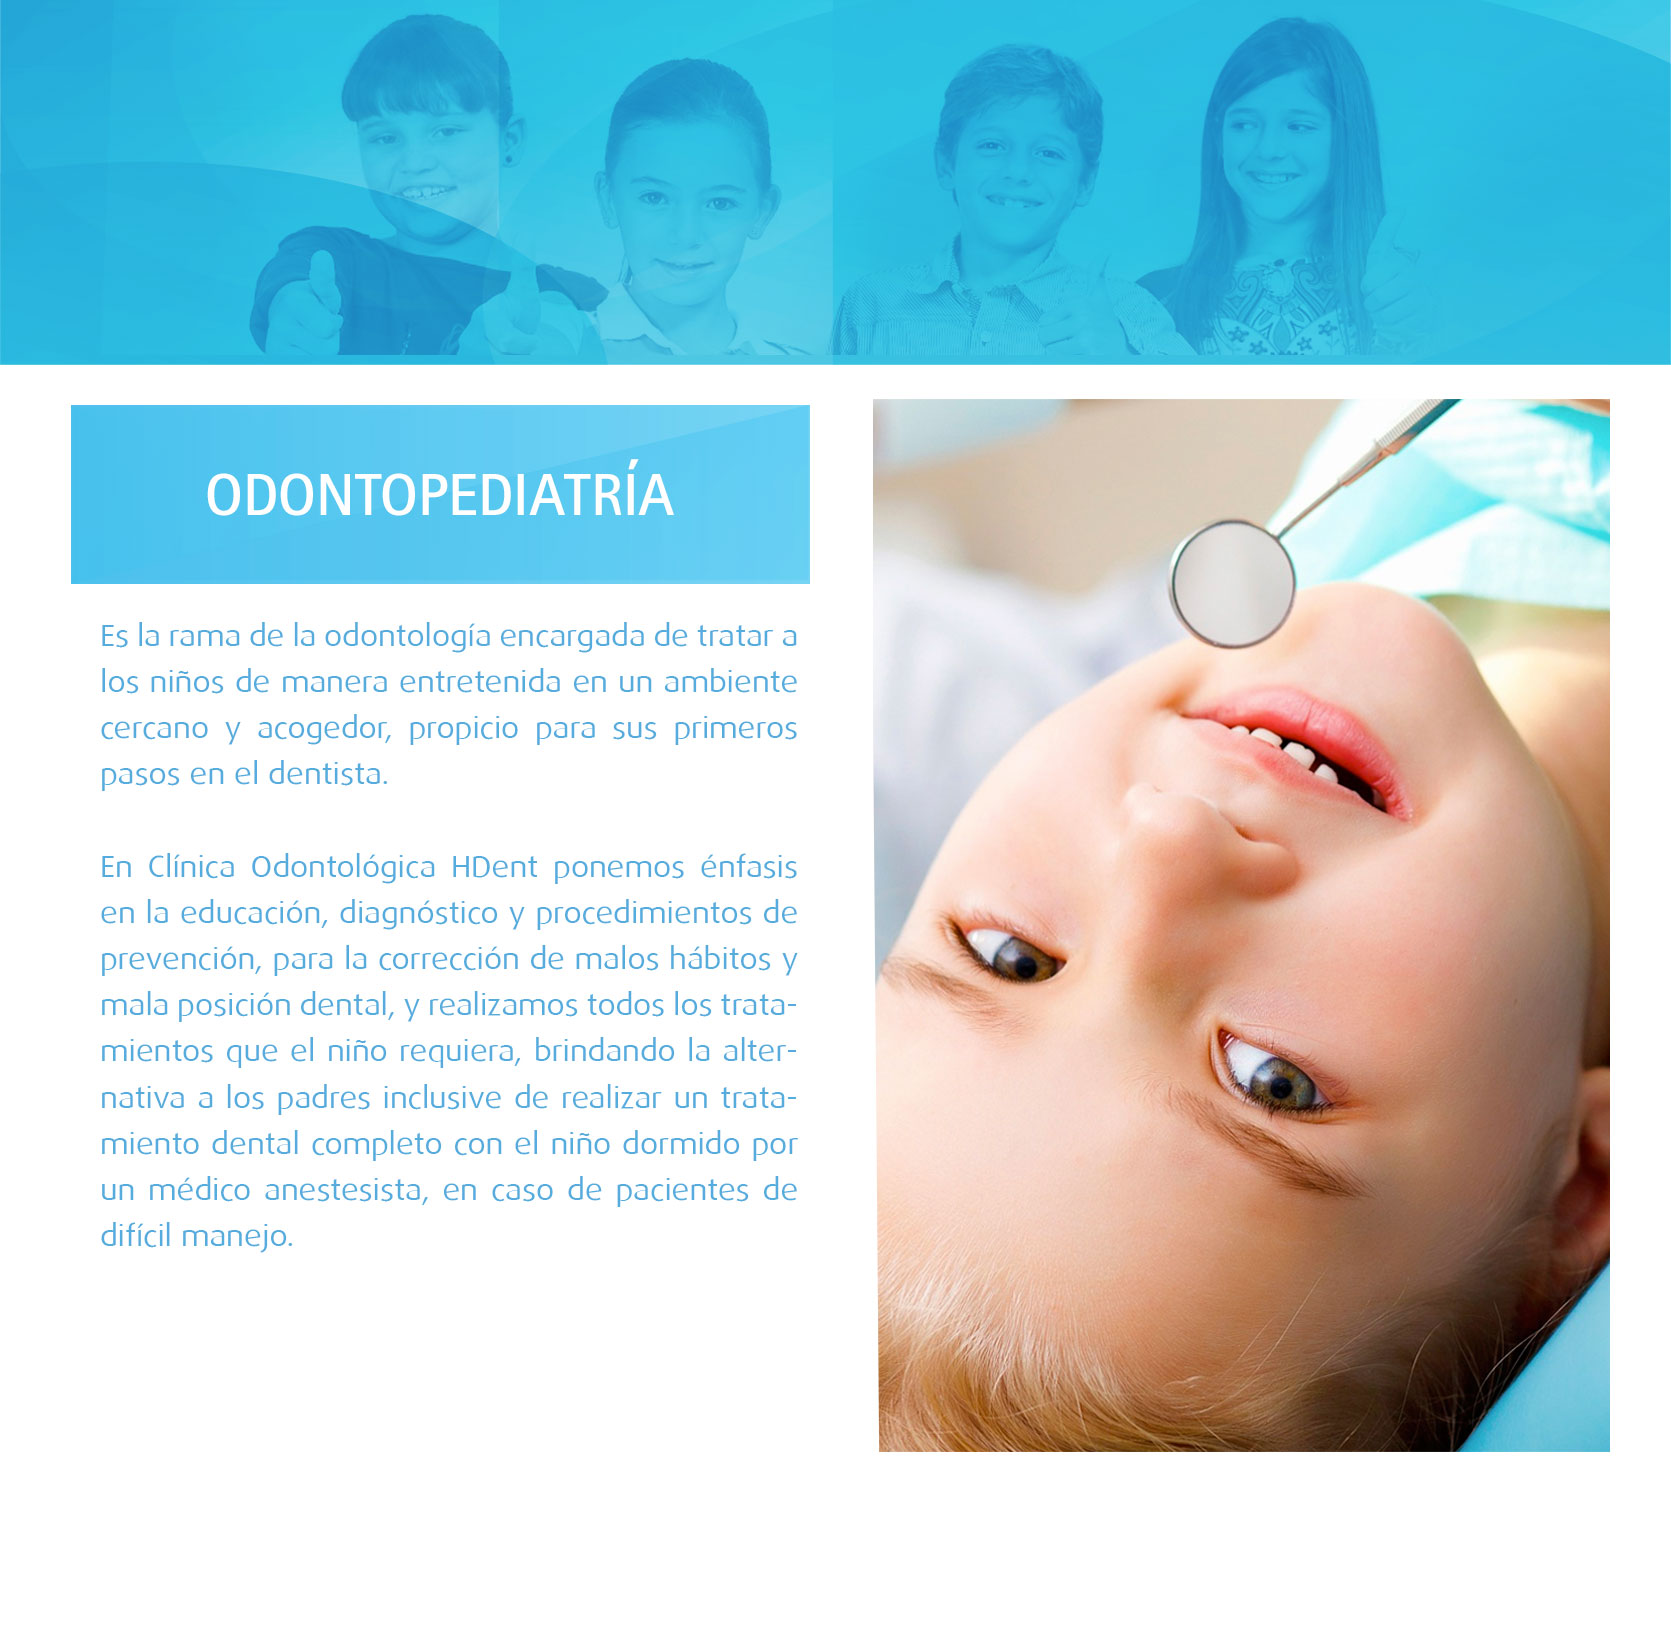 ODONTOPEDIATRÍA
Es la rama de la odontología encargada de tratar a
los niños de manera entretenida en un ambiente
cercano y acogedor, propicio para sus primeros
pasos en el dentista.
En Clínica Odontológica HDent ponemos énfasis
en la educación, diagnóstico y procedimientos de
prevención, para la corrección de malos hábitos y
mala posición dental, y realizamos todos los trata-
mientos que el niño requiera, brindando la alter-
nativa a los padres inclusive de realizar un trata-
miento dental completo con el niño dormido por
un médico anestesista, en caso de pacientes de
difícil manejo.